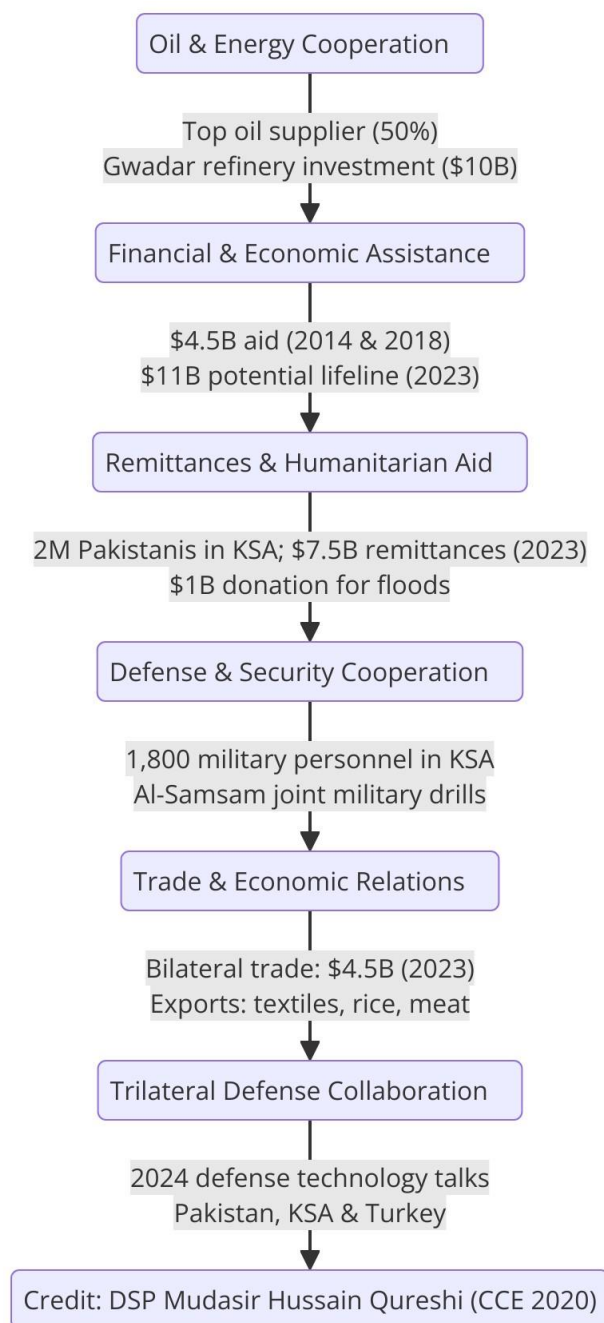 Oil & Energy Cooperation
Top oil supplier (50%)
Gwadar refinery investment ($10B)
Financial & Economic Assistance
$4.5B aid (2014 & 2018)
$11B potential lifeline (2023)
Remittances & Humanitarian Aid
2M Pakistanis in KSA; $7.5B remittances (2023)
$1B donation for floods
Defense & Security Cooperation
1,800 military personnel in KSA
Al-Samsam joint military drills
Trade & Economic Relations
Bilateral trade: $4.5B (2023)
Exports: textiles, rice, meat
Trilateral Defense Collaboration
2024 defense technology talks
Pakistan, KSA & Turkey
Credit: DSP Mudasir Hussain Qureshi (CCE 2020)